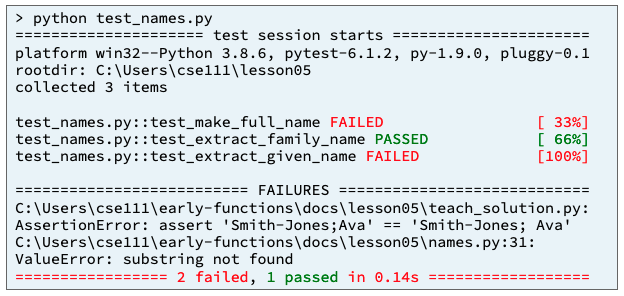 > python test_names.py
==================== test session starts =====================
platform win32--Python 3.8.6, pytest-6.1.2, py-1.9.0, pluggy-0.1
rootdir: C:\Users\cse111\lesson05
collected 3 items
test_names.py::test_make_full_name FAILED [ 33%]
test_names.py::test_extract_family_name PASSED [ 66%]
test_names.py::test_extract_given_name FAILED [100%]
========================= FAILURES ===========================
C:\Users\cse111\early-functions\docs\lesson05\teach_solution.py:
AssertionError: assert 'Smith-Jones;Ava' == 'Smith-Jones; Ava'
C:\Users\cse111\early-functions\docs\lesson05\names.py:31:
ValueError: substring not found
================ 2 failed, 1 passed in 0.14s =================